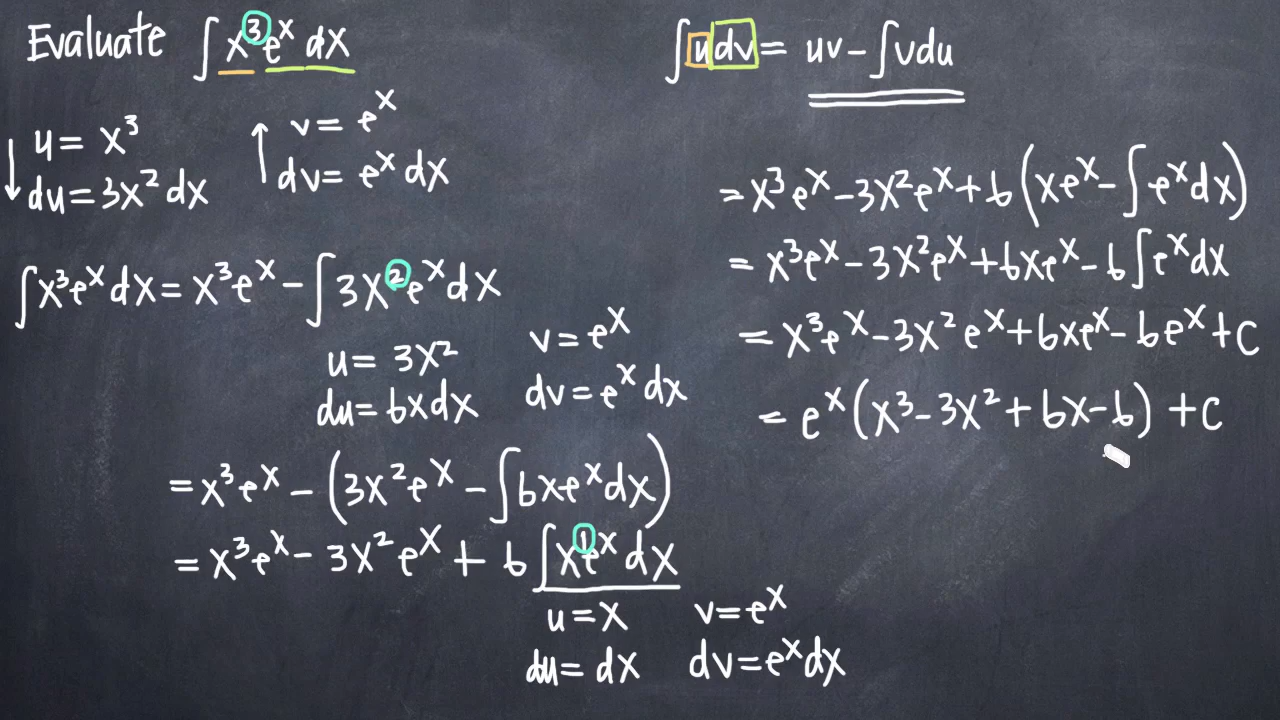 Evaluate ∫ x³eˣ dx
∫ u dv = uv - ∫ v du
u = x³
du = 3x² dx
v = eˣ
dv = eˣ dx
∫ x³eˣ dx = x³eˣ - ∫ 3x²eˣ dx
u = 3x²
du = 6x dx
v = eˣ
dv = eˣ dx
= x³eˣ - (3x²eˣ - ∫ 6xeˣ dx)
= x³eˣ - 3x²eˣ + 6 ∫ x¹eˣ dx
u = x
du = dx
v = eˣ
dv = eˣ dx
= x³eˣ - 3x²eˣ + 6 (xeˣ - ∫ eˣ dx)
= x³eˣ - 3x²eˣ + 6xeˣ - 6 ∫ eˣ dx
= x³eˣ - 3x²eˣ + 6xeˣ - 6eˣ + C
= eˣ (x³ - 3x² + 6x - 6) + C